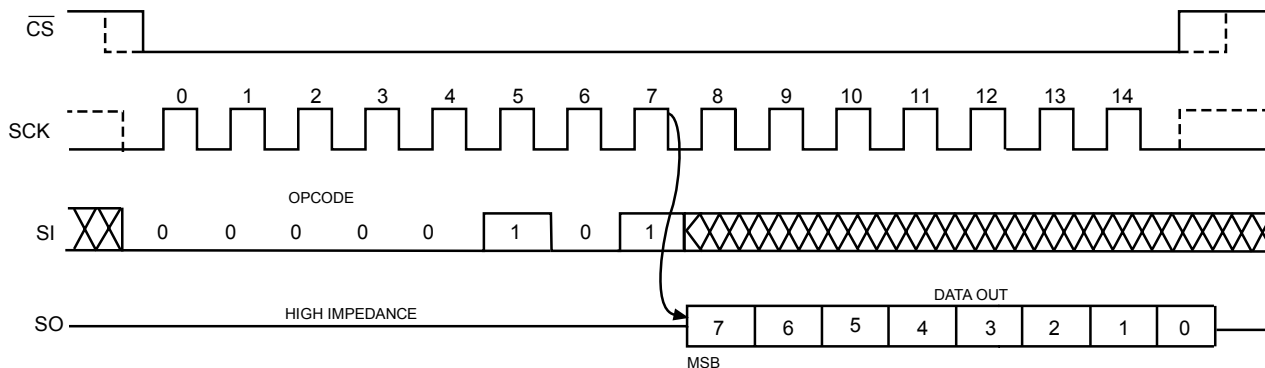 CS
0 1 2 3 4 5 6 7 8 9 10 11 12 13 14
SCK
OPCODE
SI 0 0 0 0 0 1 0 1
DATA OUT
HIGH IMPEDANCE
SO 7 6 5 4 3 2 1 0
MSB